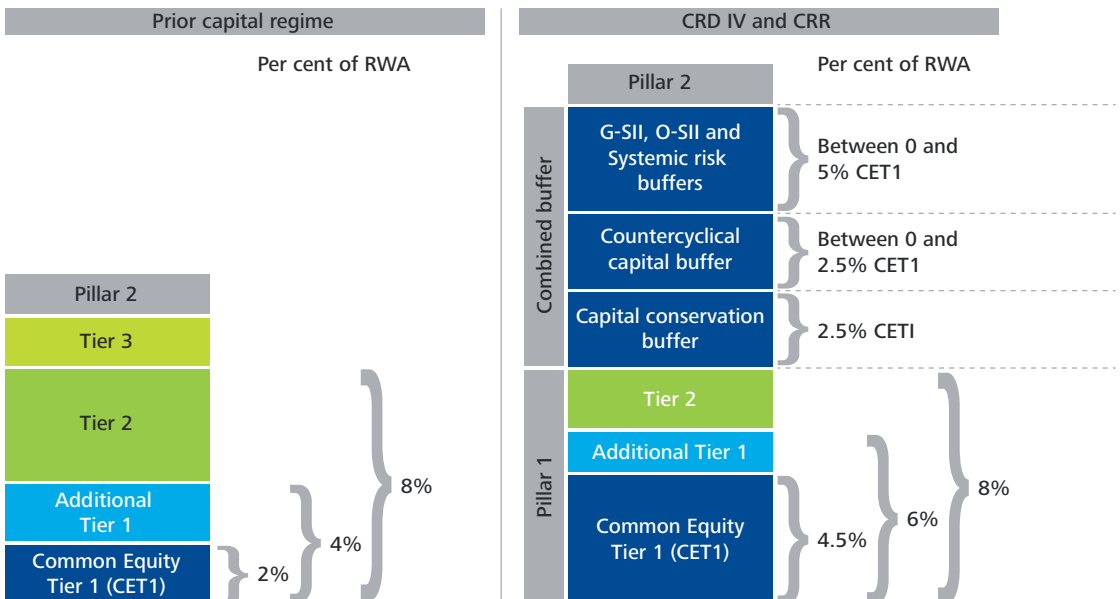 Prior capital regime
Per cent of RWA
Pillar 2
Tier 3
Tier 2
Additional
Tier 1
Common Equity
Tier 1 (CET1)
2%
4%
8%
CRD IV and CRR
Per cent of RWA
Pillar 2
Combined buffer
G-SII, O-SII and
Systemic risk
buffers
Between 0 and
5% CET1
Countercyclical
capital buffer
Between 0 and
2.5% CET1
Capital conservation
buffer
2.5% CETI
Pillar 1
Tier 2
Additional Tier 1
Common Equity
Tier 1 (CET1)
4.5%
6%
8%